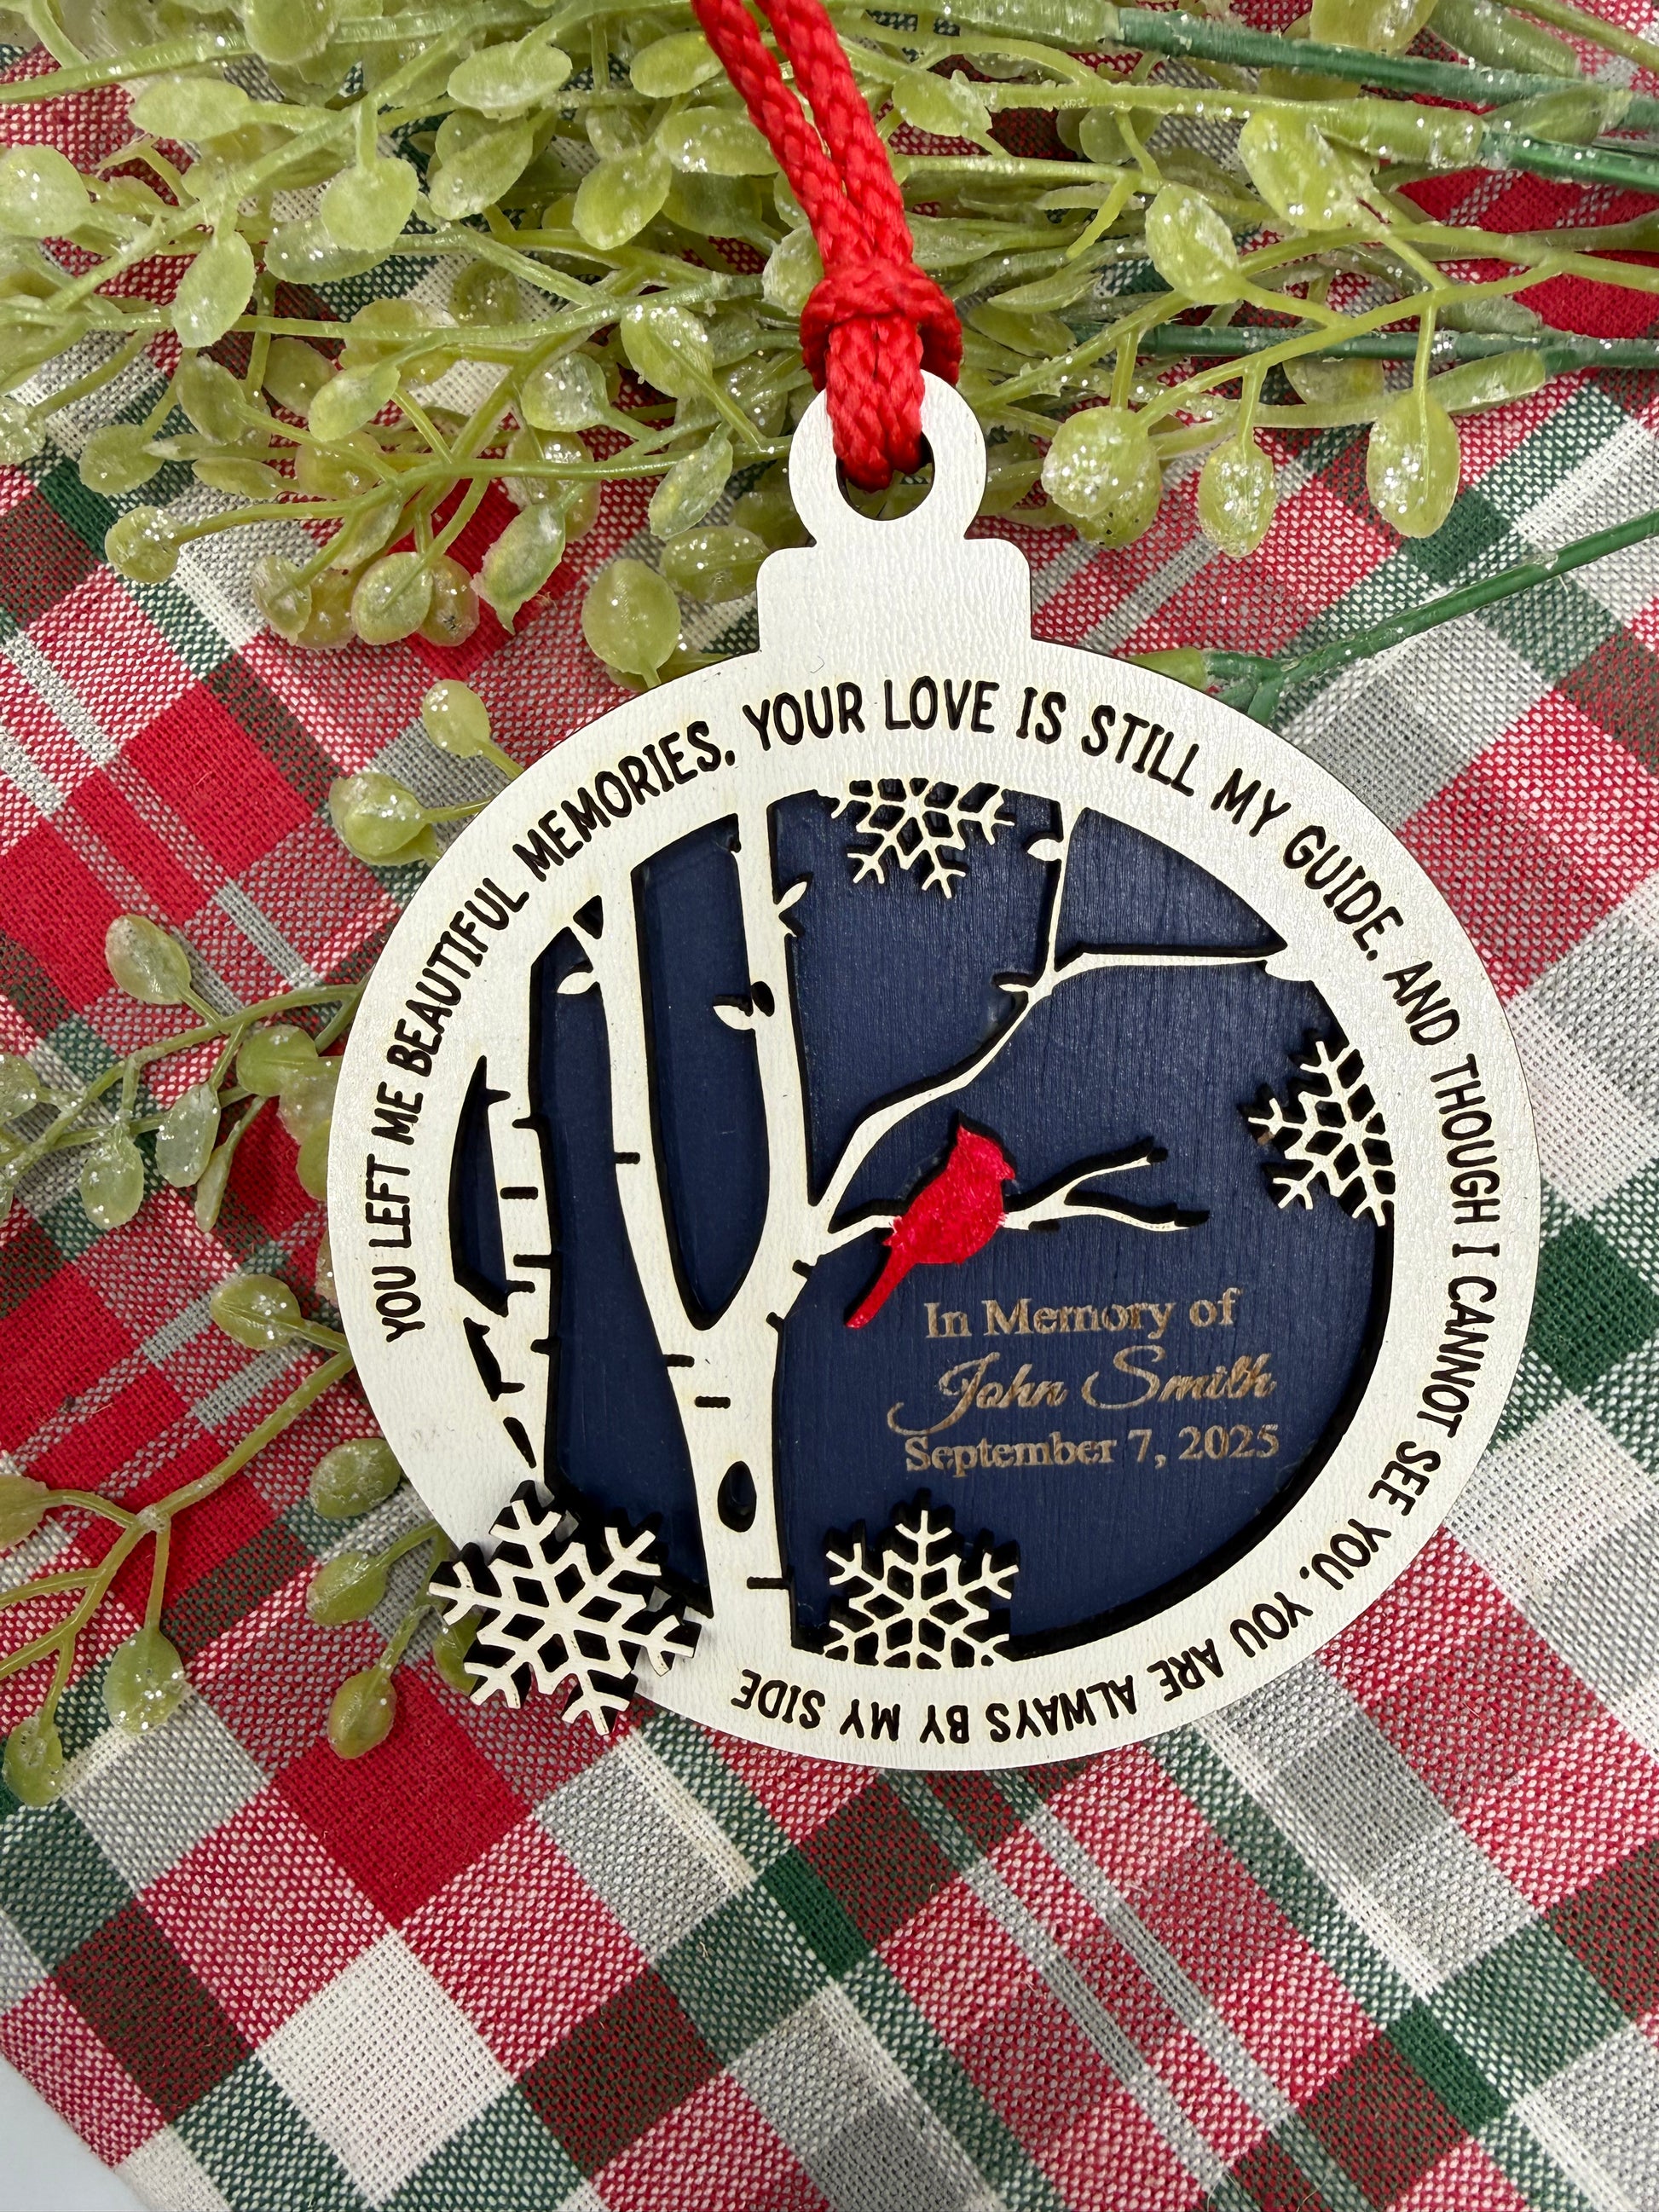 YOU LEFT ME BEAUTIFUL MEMORIES. YOUR LOVE IS STILL MY GUIDE. AND THOUGH I CANNOT SEE YOU. YOU ARE ALWAYS BY MY SIDE
In Memory of
John Smith
September 7, 2025